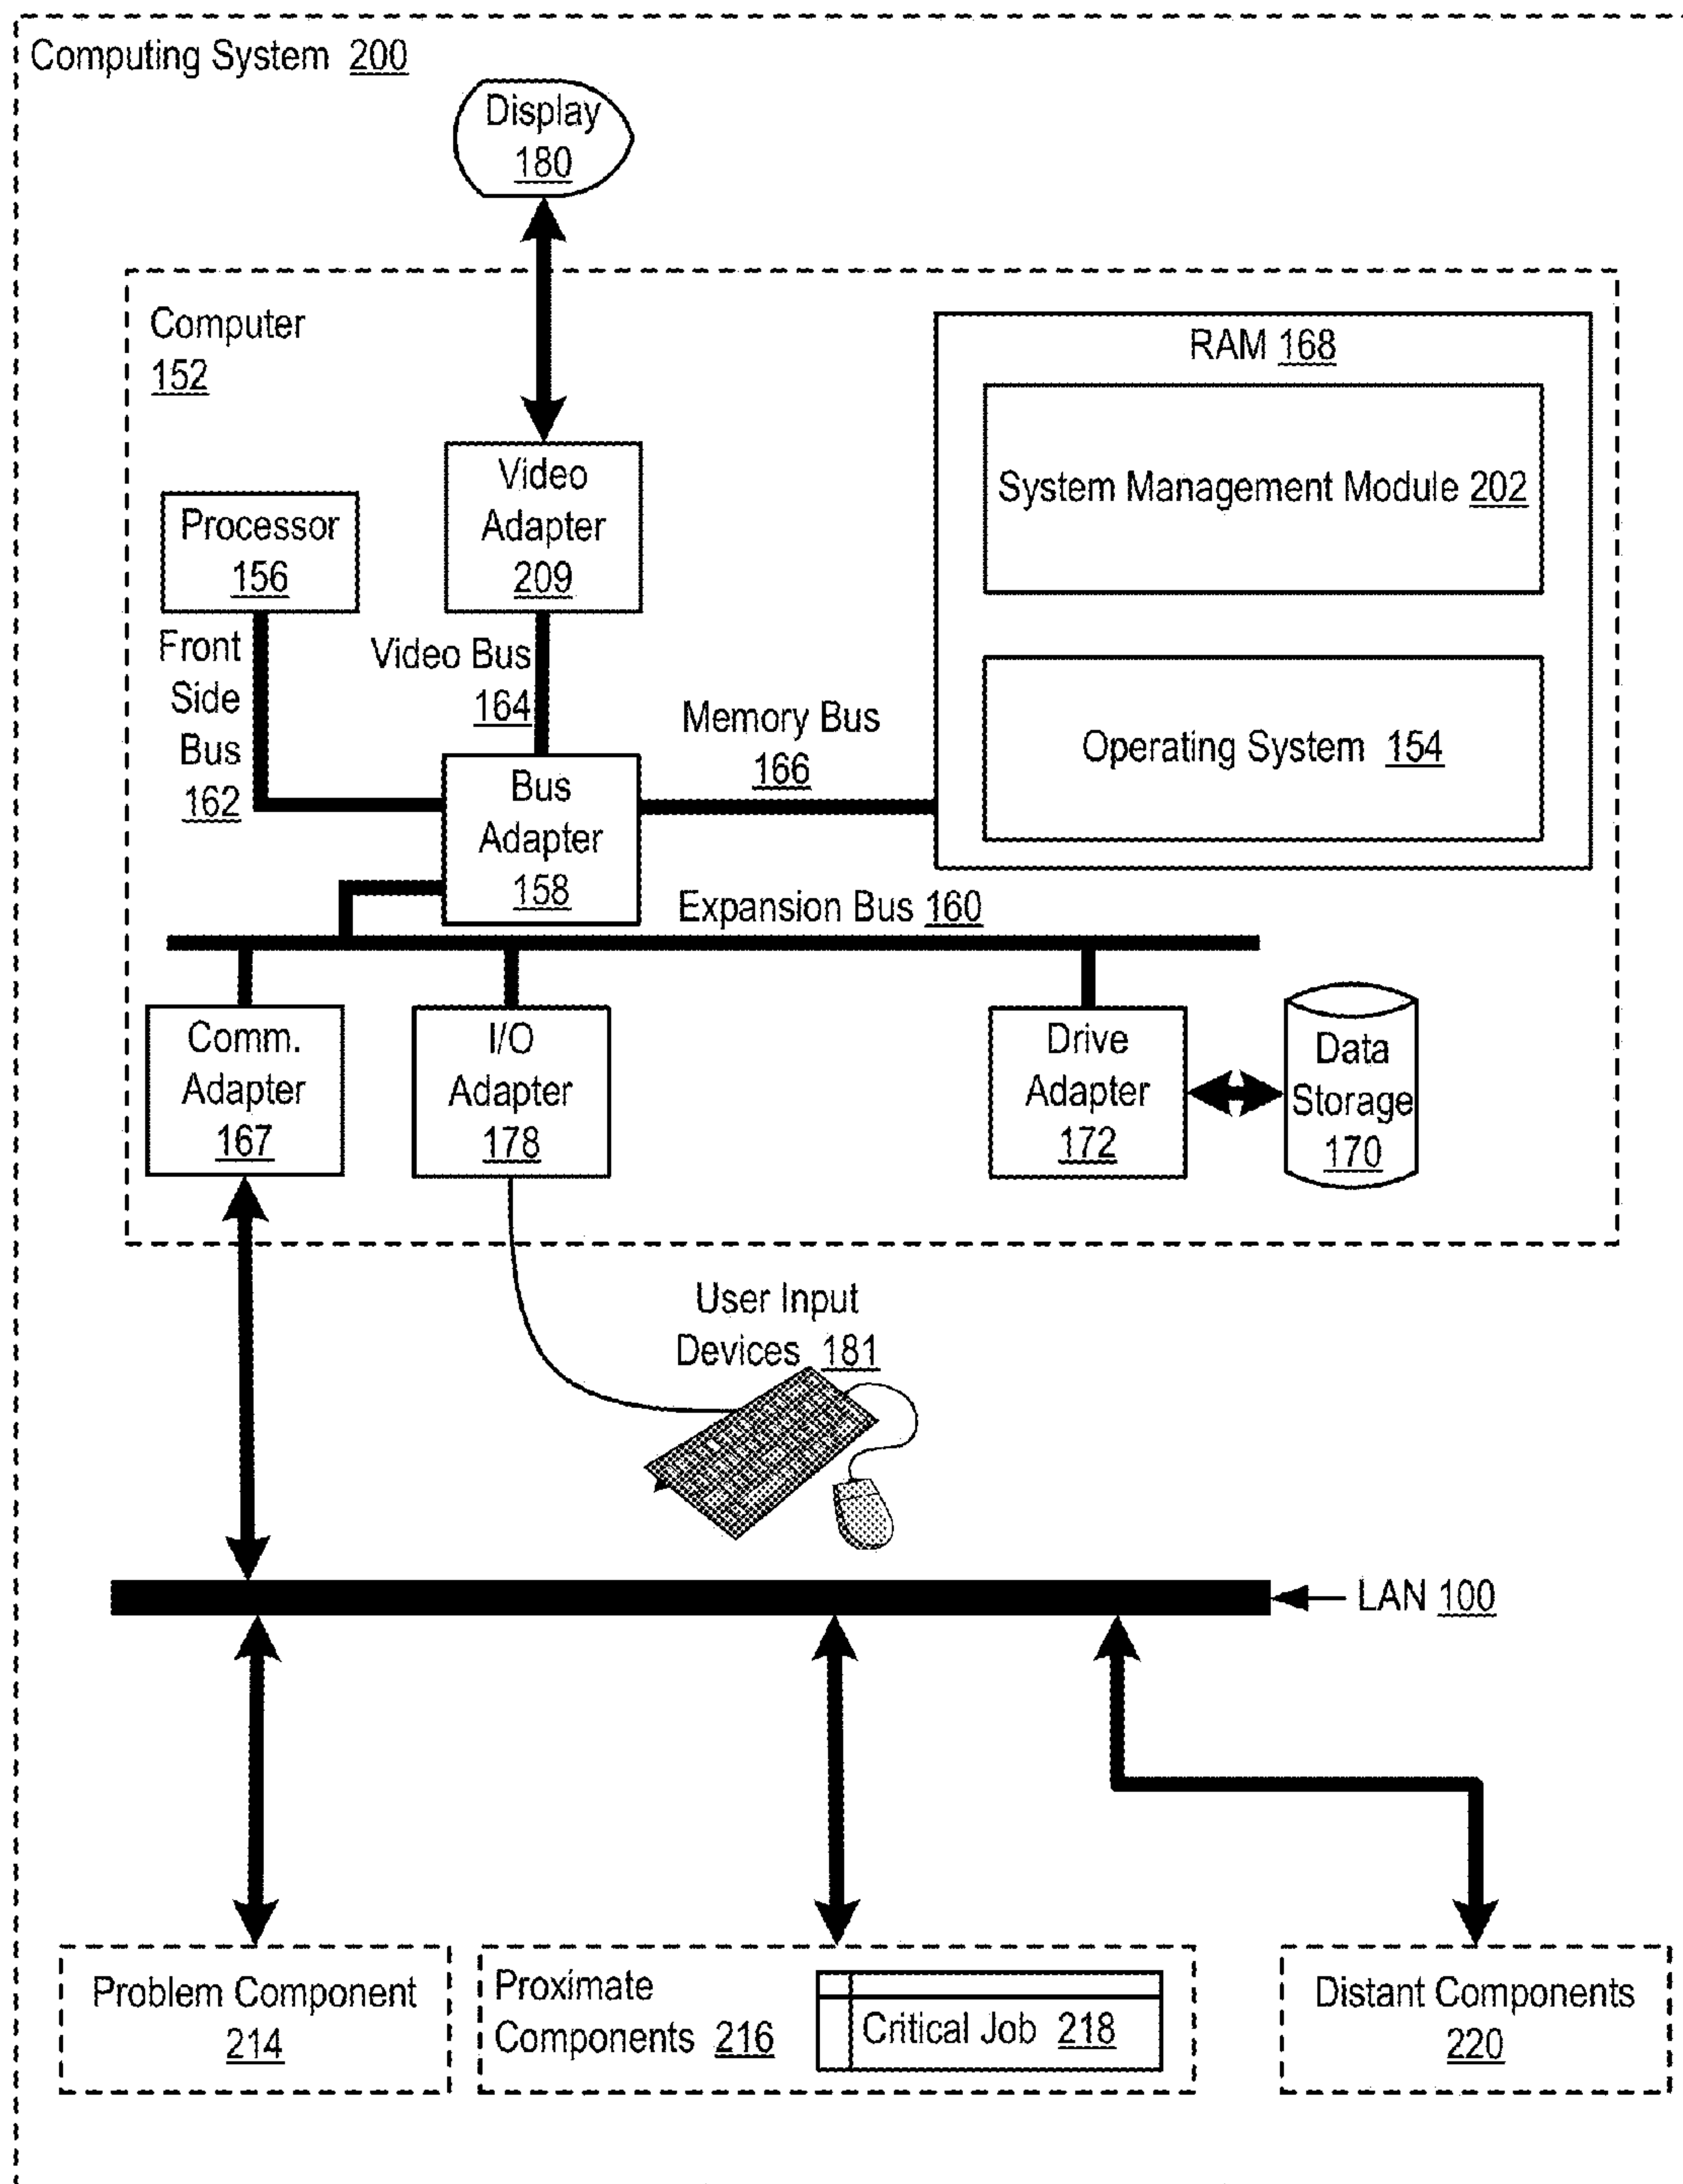 Computing System 200
Display
180
Computer
152
RAM 168
System Management Module 202
Operating System 154
Video
Adapter
209
Processor
156
Front
Side
Bus
162
Video Bus
164
Memory Bus
166
Bus
Adapter
158
Expansion Bus 160
Comm.
Adapter
167
I/O
Adapter
178
Drive
Adapter
172
Data
Storage
170
User Input
Devices 181
LAN 100
Problem Component
214
Proximate
Components 216
Critical Job 218
Distant Components
220